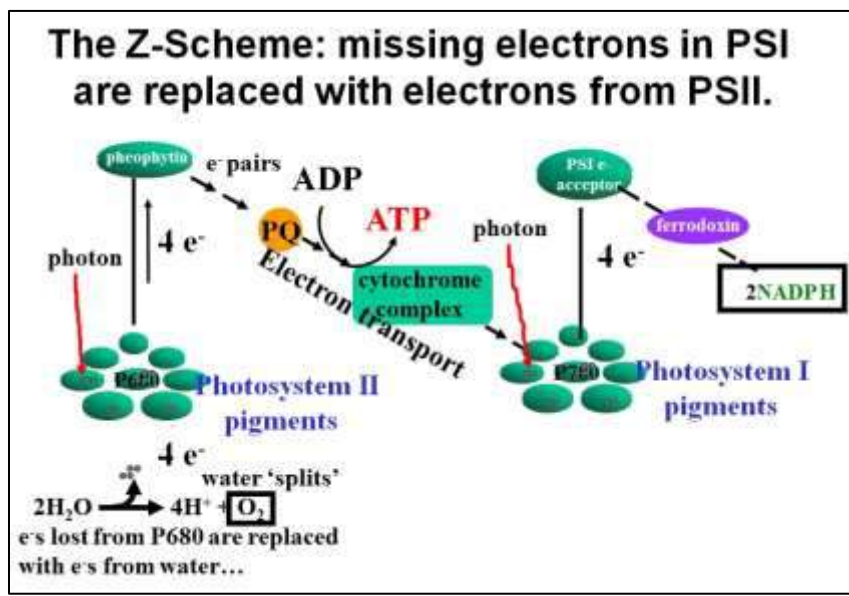 The Z-Scheme: missing electrons in PSI
are replaced with electrons from PSII.
pheophytin
e⁻ pairs
ADP
ATP
PQ
4 e⁻
photon
Electron transport
cytochrome
complex
photon
PSI e⁻
acceptor
ferrodoxin
4 e⁻
2NADPH
P680
Photosystem II
pigments
Photosystem I
pigments
4 e⁻
water ‘splits’
2H₂O 4H⁺ + O₂
e⁻s lost from P680 are replaced
with e⁻s from water…